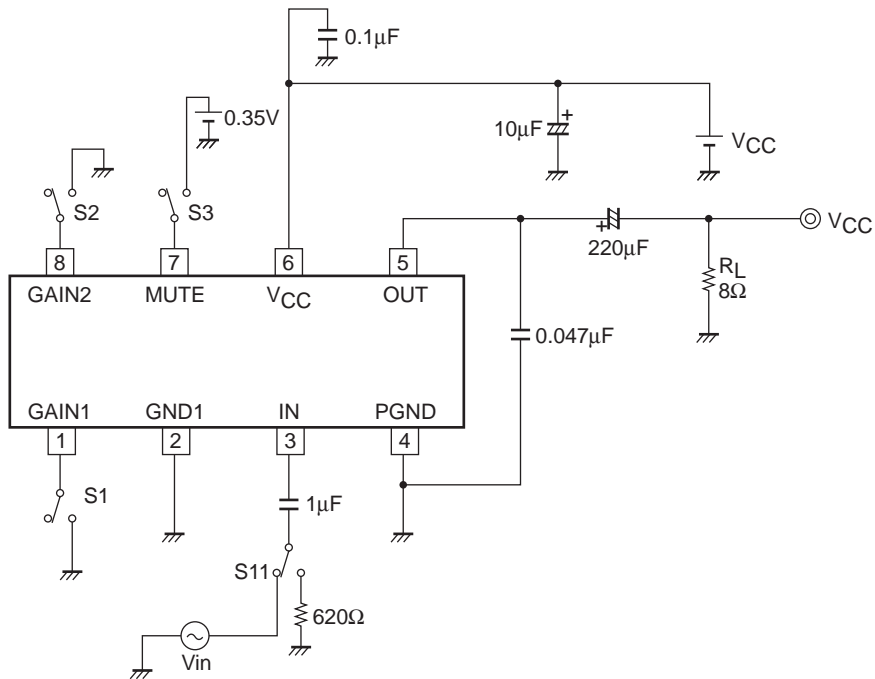 0.1µF
0.35V
10µF
+
VCC
S2
S3
+
220µF
VCC
8
7
6
5
RL
8Ω
GAIN2
MUTE
VCC
OUT
0.047µF
GAIN1
GND1
IN
PGND
1
2
3
4
S1
1µF
S11
620Ω
Vin